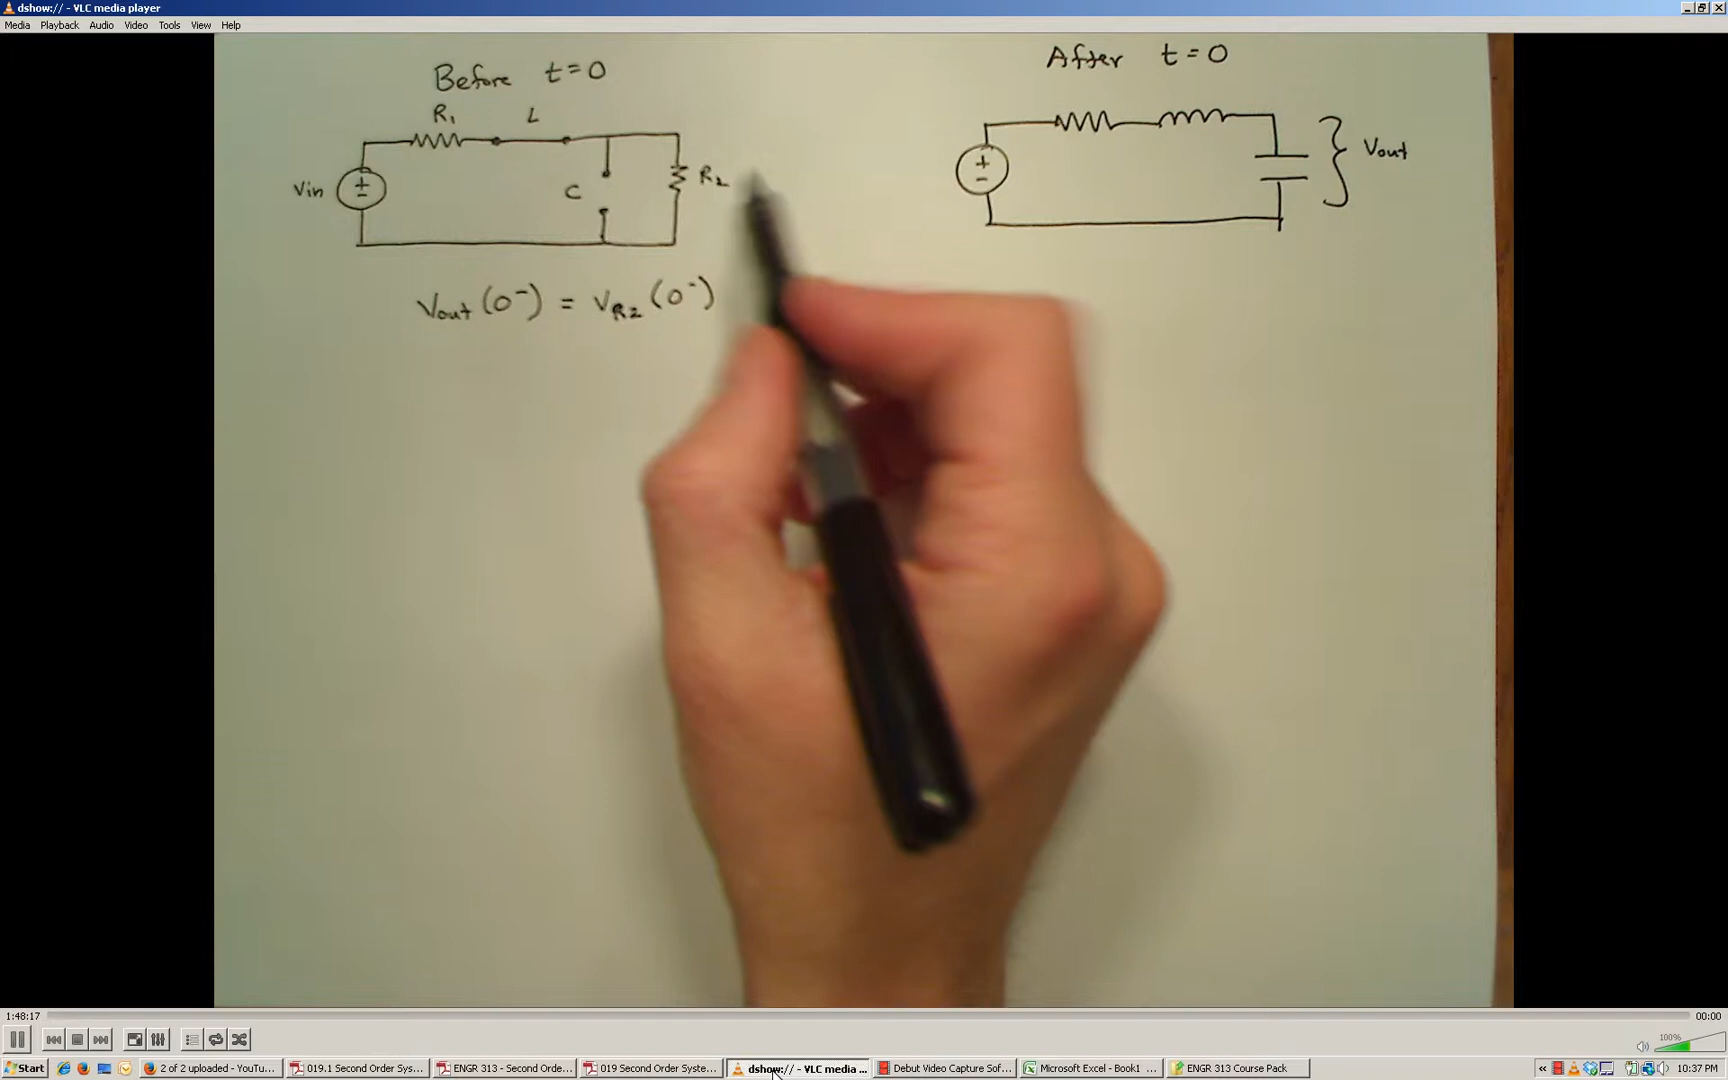 dshow:// - VLC media player
Media Playback Audio Video Tools View Help
Before t=0
After t=0
R₁ L
Vin + - C R₂
+ - Vout
Vout (0⁻) = VR2 (0⁻)
1:48:17 00:00
100%
Start 2 of 2 uploaded - YouTu... 019.1 Second Order Sys... ENGR 313 - Second Orde... 019 Second Order Syste... dshow:// - VLC media ... Debut Video Capture Sof... Microsoft Excel - Book1 ... ENGR 313 Course Pack « 10:37 PM